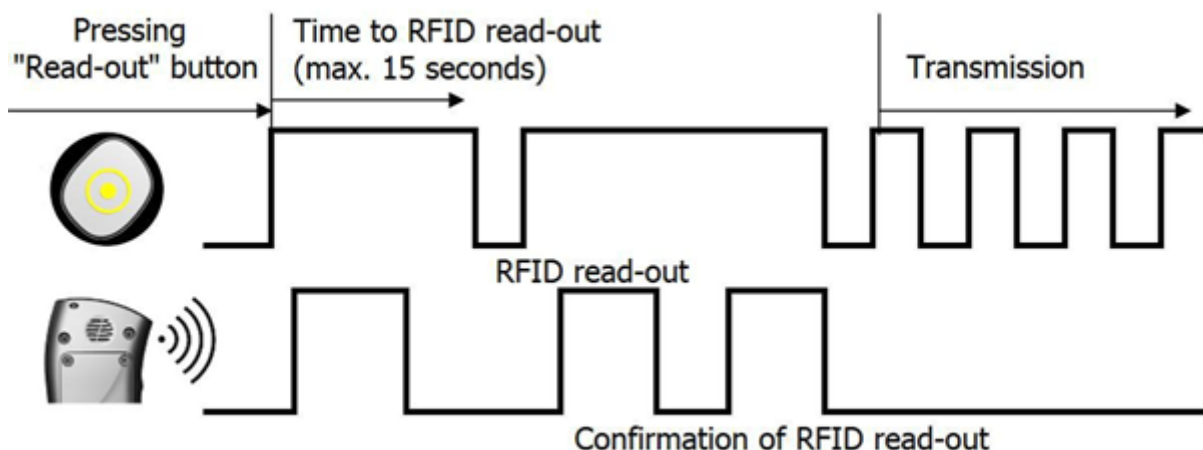 Pressing
"Read-out" button
Time to RFID read-out
(max. 15 seconds)
Transmission
RFID read-out
Confirmation of RFID read-out